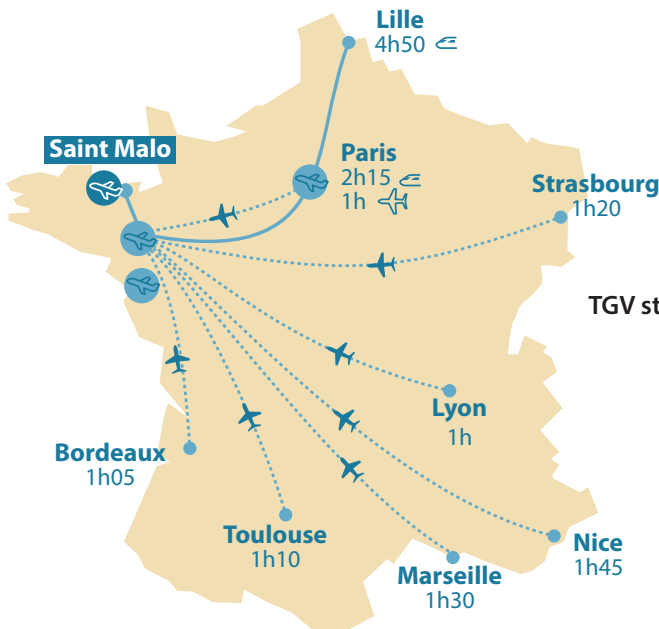 Lille
4h50
Saint Malo
Paris
2h15
1h
Strasbourg
1h20
TGV st
Lyon
1h
Bordeaux
1h05
Toulouse
1h10
Nice
1h45
Marseille
1h30